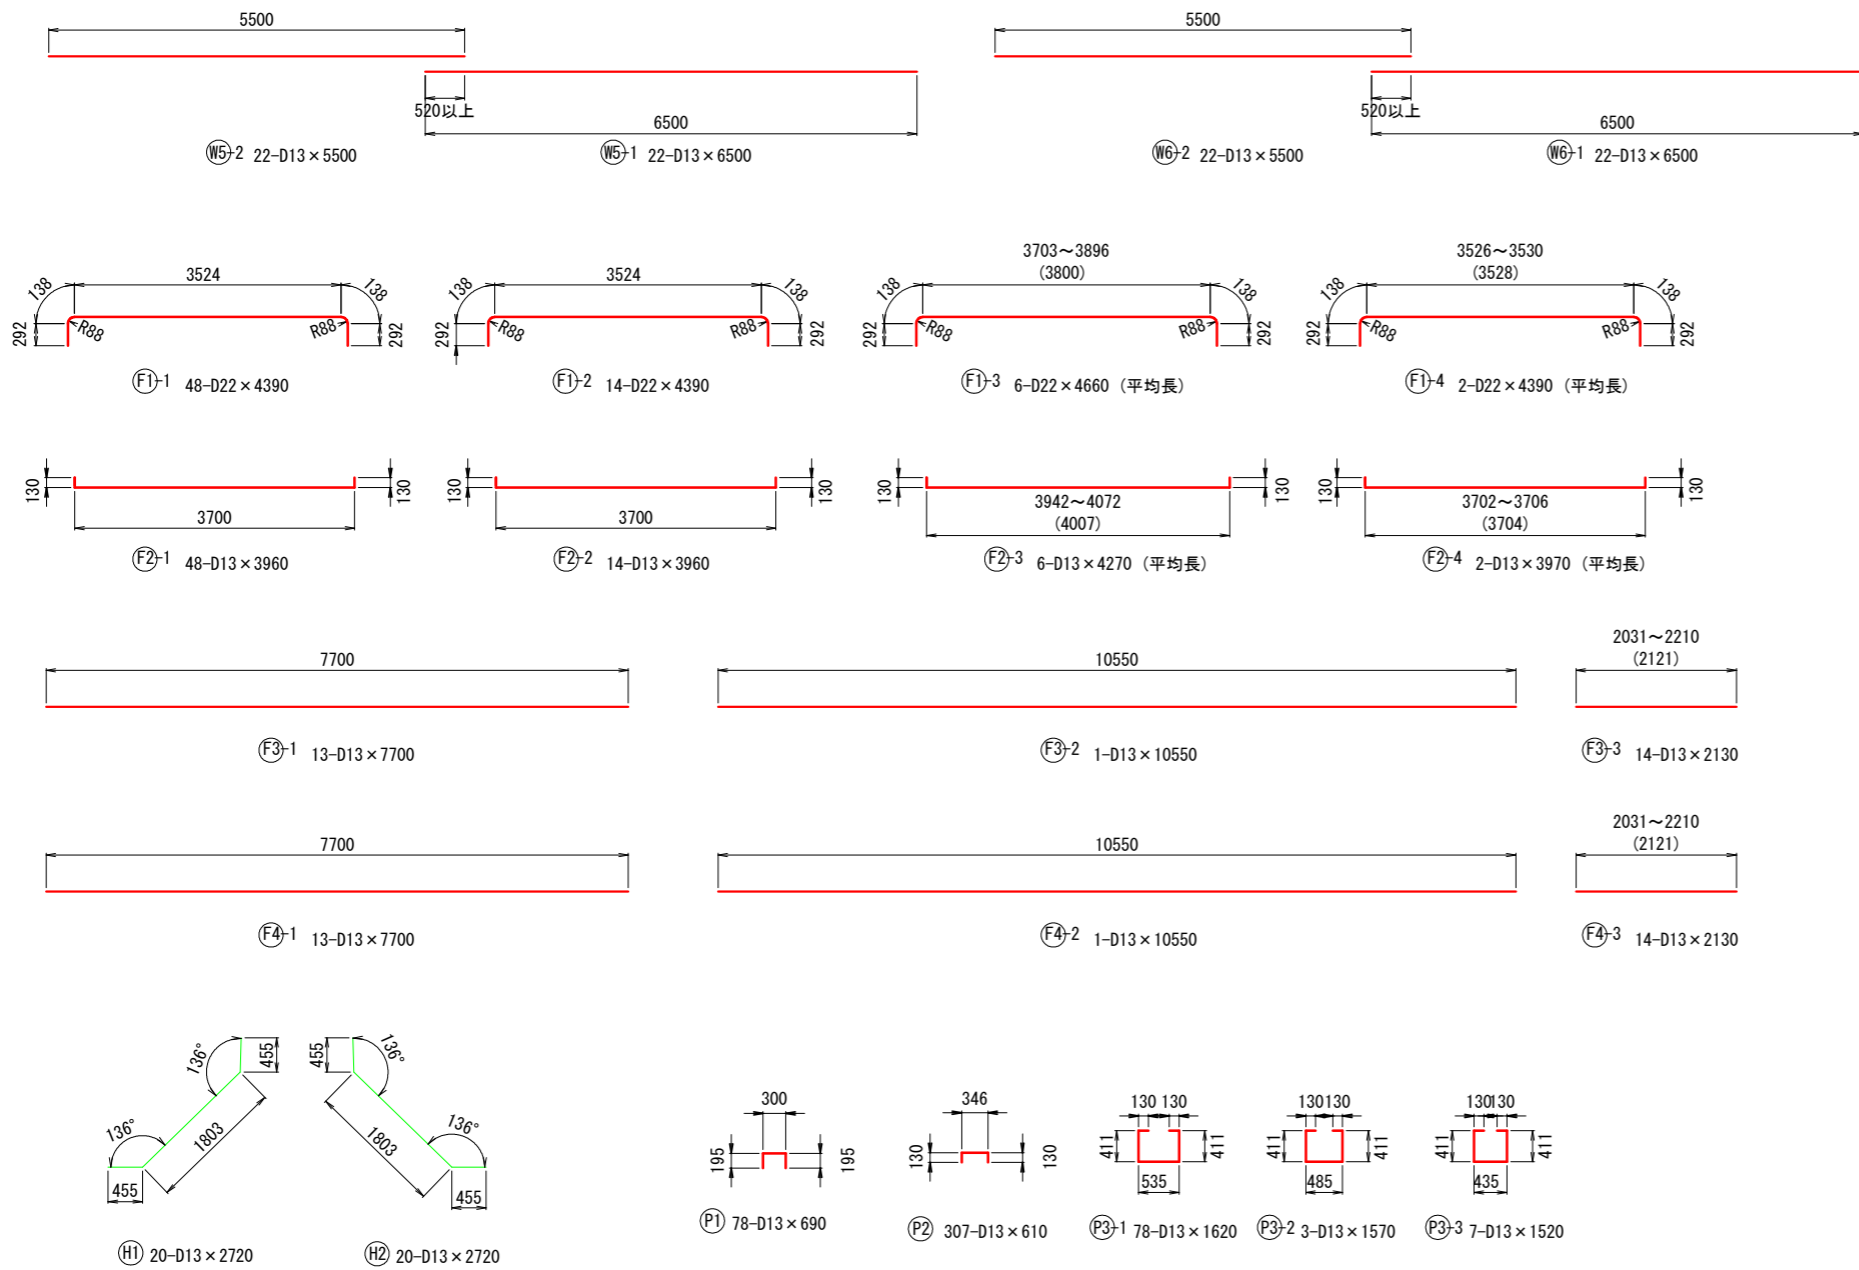 5500
5500
520以上
520以上
6500
6500
W5-2 22-D13×5500
W5-1 22-D13×6500
W6-2 22-D13×5500
W6-1 22-D13×6500
138 3524 138
292 R88 R88 292
F1-1 48-D22×4390
138 3524 138
292 R88 R88 292
F1-2 14-D22×4390
3703~3896
138 (3800) 138
292 R88 R88 292
F1-3 6-D22×4660 (平均長)
3526~3530
138 (3528) 138
292 R88 R88 292
F1-4 2-D22×4390 (平均長)
130 130
3700
F2-1 48-D13×3960
130 130
3700
F2-2 14-D13×3960
130 130
3942~4072
(4007)
F2-3 6-D13×4270 (平均長)
130 130
3702~3706
(3704)
F2-4 2-D13×3970 (平均長)
7700
F3-1 13-D13×7700
10550
F3-2 1-D13×10550
2031~2210
(2121)
F3-3 14-D13×2130
7700
F4-1 13-D13×7700
10550
F4-2 1-D13×10550
2031~2210
(2121)
F4-3 14-D13×2130
136° 455
136° 1803
455
H1 20-D13×2720
455 136°
1803 136°
455
H2 20-D13×2720
300
195 195
P1 78-D13×690
346
130 130
P2 307-D13×610
130 130
411 411
535
P3-1 78-D13×1620
130 130
411 411
485
P3-2 3-D13×1570
130 130
411 411
435
P3-3 7-D13×1520